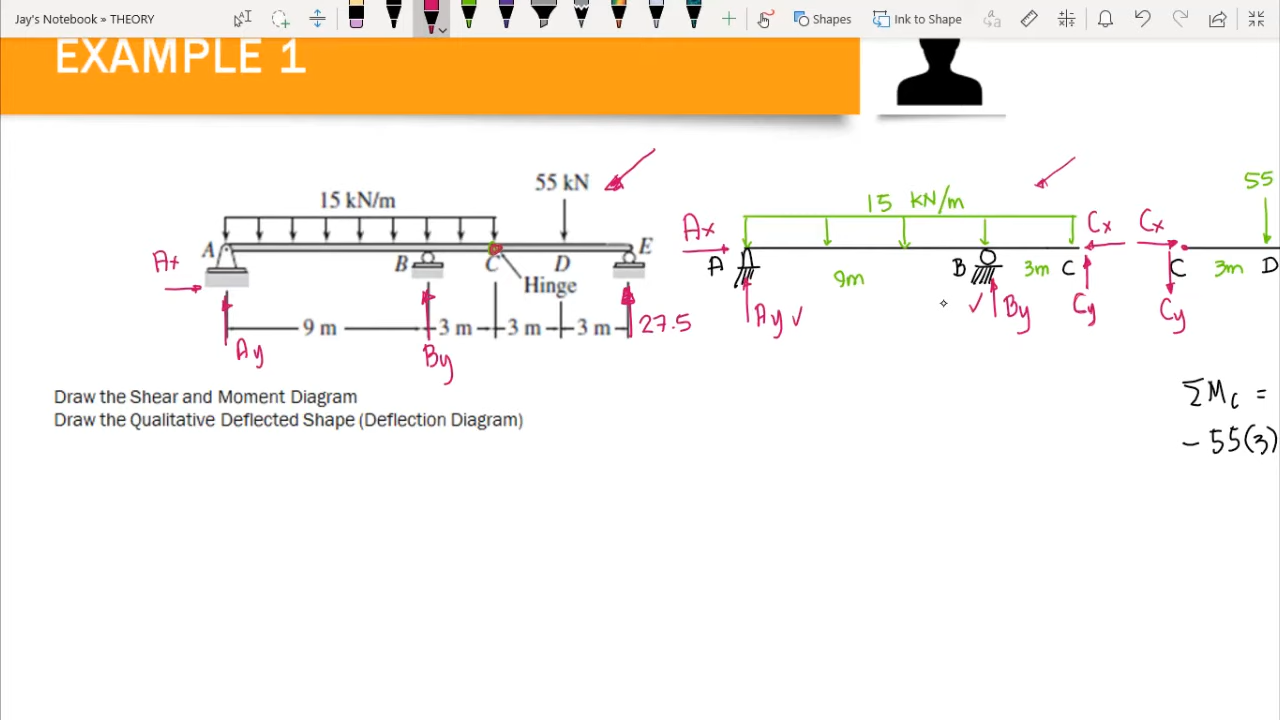 Jay's Notebook » THEORY
Shapes
Ink to Shape
EXAMPLE 1
55 kN
15 kN/m
A
B
C
D
E
Hinge
9 m
3 m
3 m
3 m
Ax
Ay
By
27.5
15 kN/m
Ax
A
9m
B
3m
C
Cx
Cx
Ay
By
Cy
Cy
C
3m
D
55
Draw the Shear and Moment Diagram
Draw the Qualitative Deflected Shape (Deflection Diagram)
ΣMC =
- 55(3)